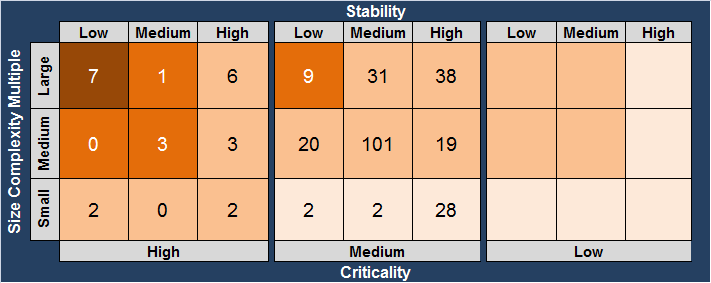 Stability
Low Medium High Low Medium High Low Medium High
Size Complexity Multiple
Large 7 1 6 9 31 38
Medium 0 3 3 20 101 19
Small 2 0 2 2 2 28
High Medium Low
Criticality